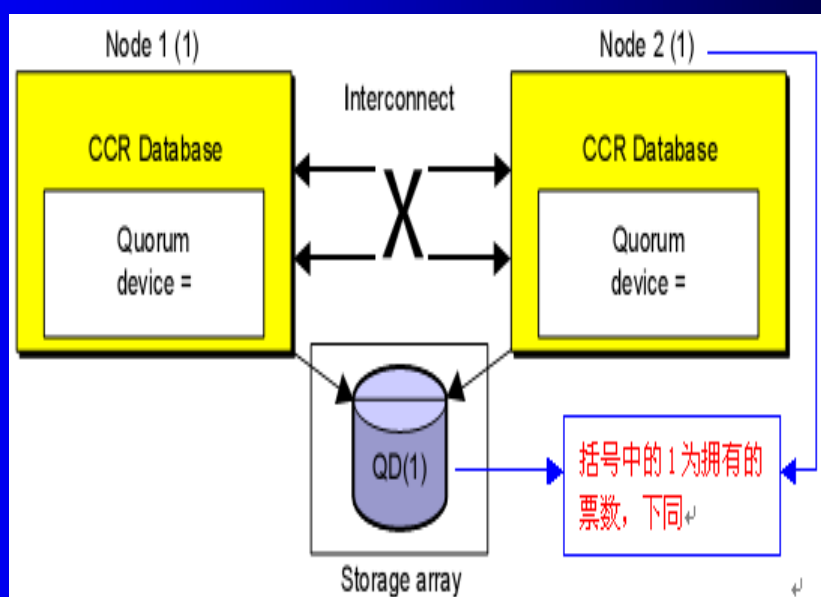 Node 1 (1)
Node 2 (1)
Interconnect
CCR Database
CCR Database
X
Quorum
device =
Quorum
device =
QD(1)
括号中的1为拥有的
票数，下同↵
Storage array
↵